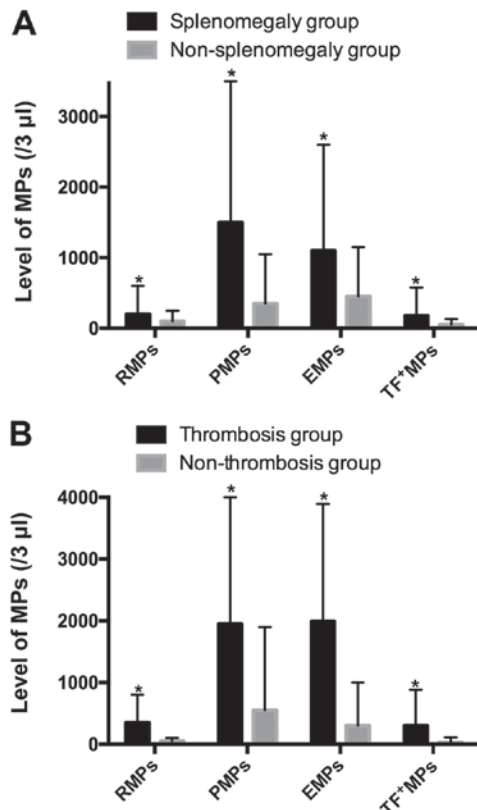 A
Splenomegaly group
Non-splenomegaly group
*
*
*
*
Level of MPs (/3 µl)
3000
2000
1000
0
RMPs
PMPs
EMPs
TF⁺MPs
B
Thrombosis group
Non-thrombosis group
*
*
*
*
Level of MPs (/3 µl)
4000
3000
2000
1000
0
RMPs
PMPs
EMPs
TF⁺MPs